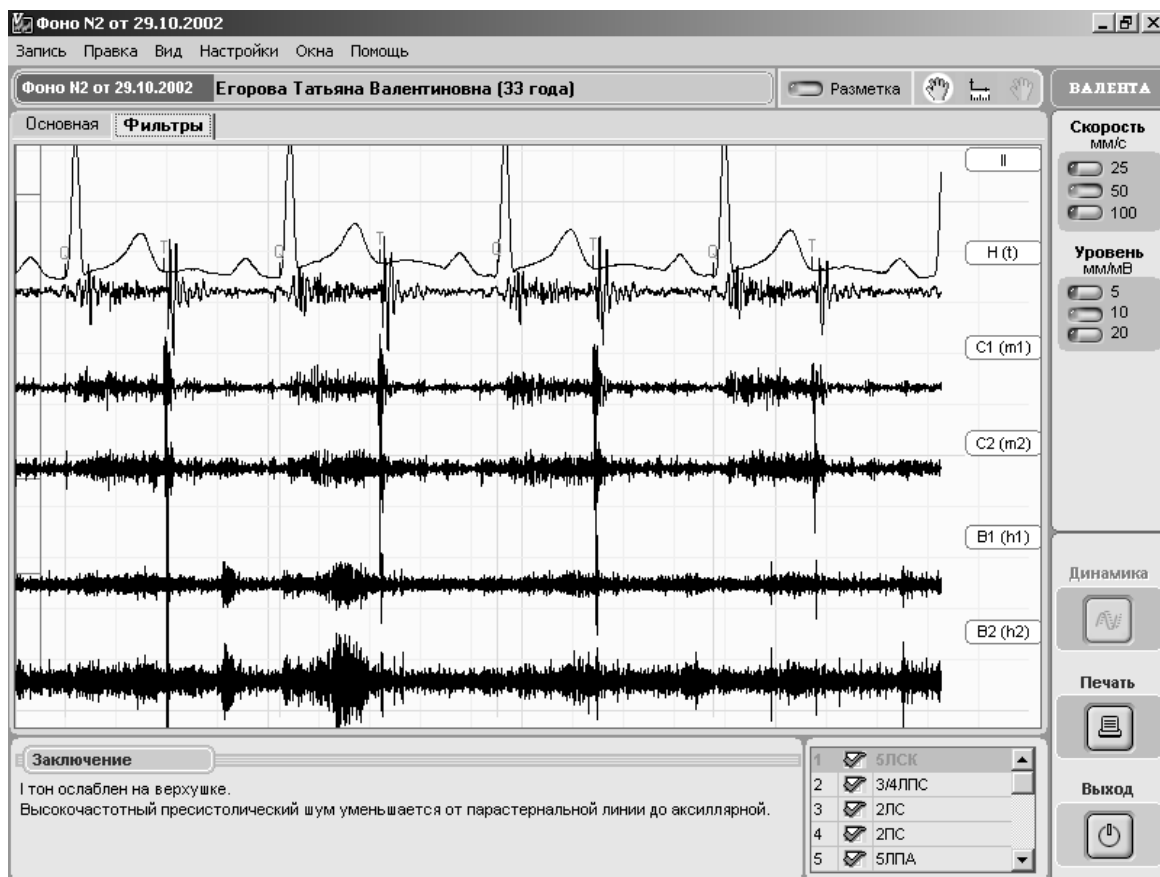 Фоно N2 от 29.10.2002
Запись Правка Вид Настройки Окна Помощь
Фоно N2 от 29.10.2002 Егорова Татьяна Валентиновна (33 года)
Разметка
ВАЛЕНТА
Основная Фильтры
Скорость
мм/с
25
50
100
Уровень
мм/мВ
5
10
20
II
H (t)
C1 (m1)
C2 (m2)
B1 (h1)
B2 (h2)
Q T Q T Q T Q T
Динамика
Печать
Выход
Заключение
I тон ослаблен на верхушке.
Высокочастотный пресистолический шум уменьшается от парастернальной линии до аксиллярной.
1 5ЛСК
2 3/4ЛПС
3 2ЛС
4 2ПС
5 5ЛПА